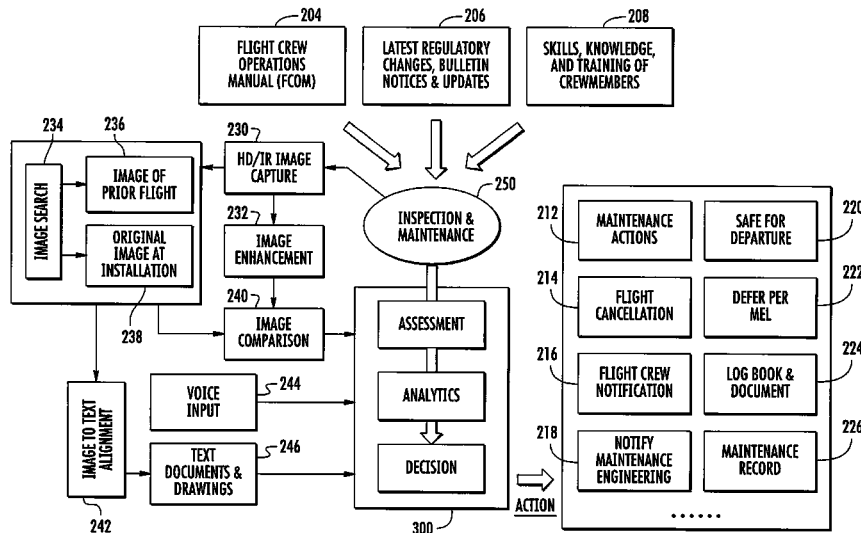 204
206
208
FLIGHT CREW
OPERATIONS
MANUAL (FCOM)
LATEST REGULATORY
CHANGES, BULLETIN
NOTICES & UPDATES
SKILLS, KNOWLEDGE,
AND TRAINING OF
CREWMEMBERS
234
236
230
IMAGE SEARCH
IMAGE OF
PRIOR FLIGHT
HD/IR IMAGE
CAPTURE
250
INSPECTION &
MAINTENANCE
232
ORIGINAL
IMAGE AT
INSTALLATION
IMAGE
ENHANCEMENT
238
240
IMAGE
COMPARISON
ASSESSMENT
244
VOICE
INPUT
ANALYTICS
IMAGE TO TEXT
ALIGNMENT
246
TEXT
DOCUMENTS &
DRAWINGS
DECISION
242
300
ACTION
212
MAINTENANCE
ACTIONS
SAFE FOR
DEPARTURE
220
214
FLIGHT
CANCELLATION
DEFER PER
MEL
222
216
FLIGHT CREW
NOTIFICATION
LOG BOOK &
DOCUMENT
224
218
NOTIFY
MAINTENANCE
ENGINEERING
MAINTENANCE
RECORD
226
......